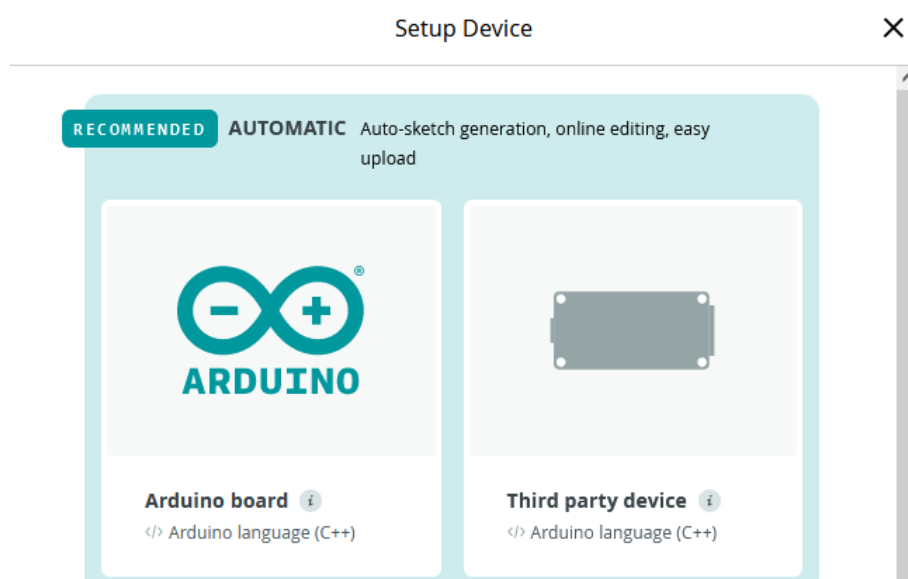 Setup Device
RECOMMENDED AUTOMATIC Auto-sketch generation, online editing, easy
upload
ARDUINO
®
Arduino board i
</> Arduino language (C++)
Third party device i
</> Arduino language (C++)